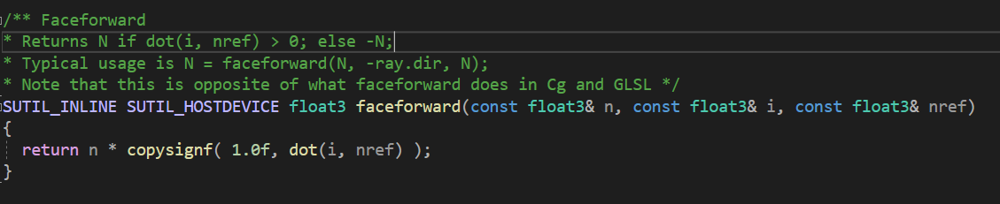 /** Faceforward
* Returns N if dot(i, nref) > 0; else -N;
* Typical usage is N = faceforward(N, -ray.dir, N);
* Note that this is opposite of what faceforward does in Cg and GLSL */
SUTIL_INLINE SUTIL_HOSTDEVICE float3 faceforward(const float3& n, const float3& i, const float3& nref)
{
  return n * copysignf( 1.0f, dot(i, nref) );
}